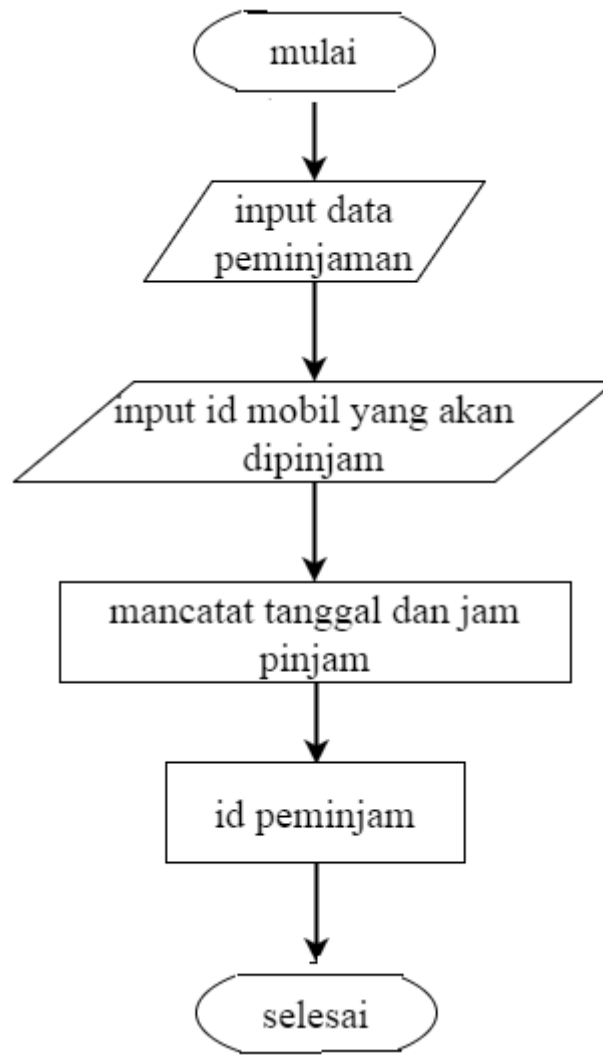 mulai
input data
peminjaman
input id mobil yang akan
dipinjam
mancatat tanggal dan jam
pinjam
id peminjam
selesai